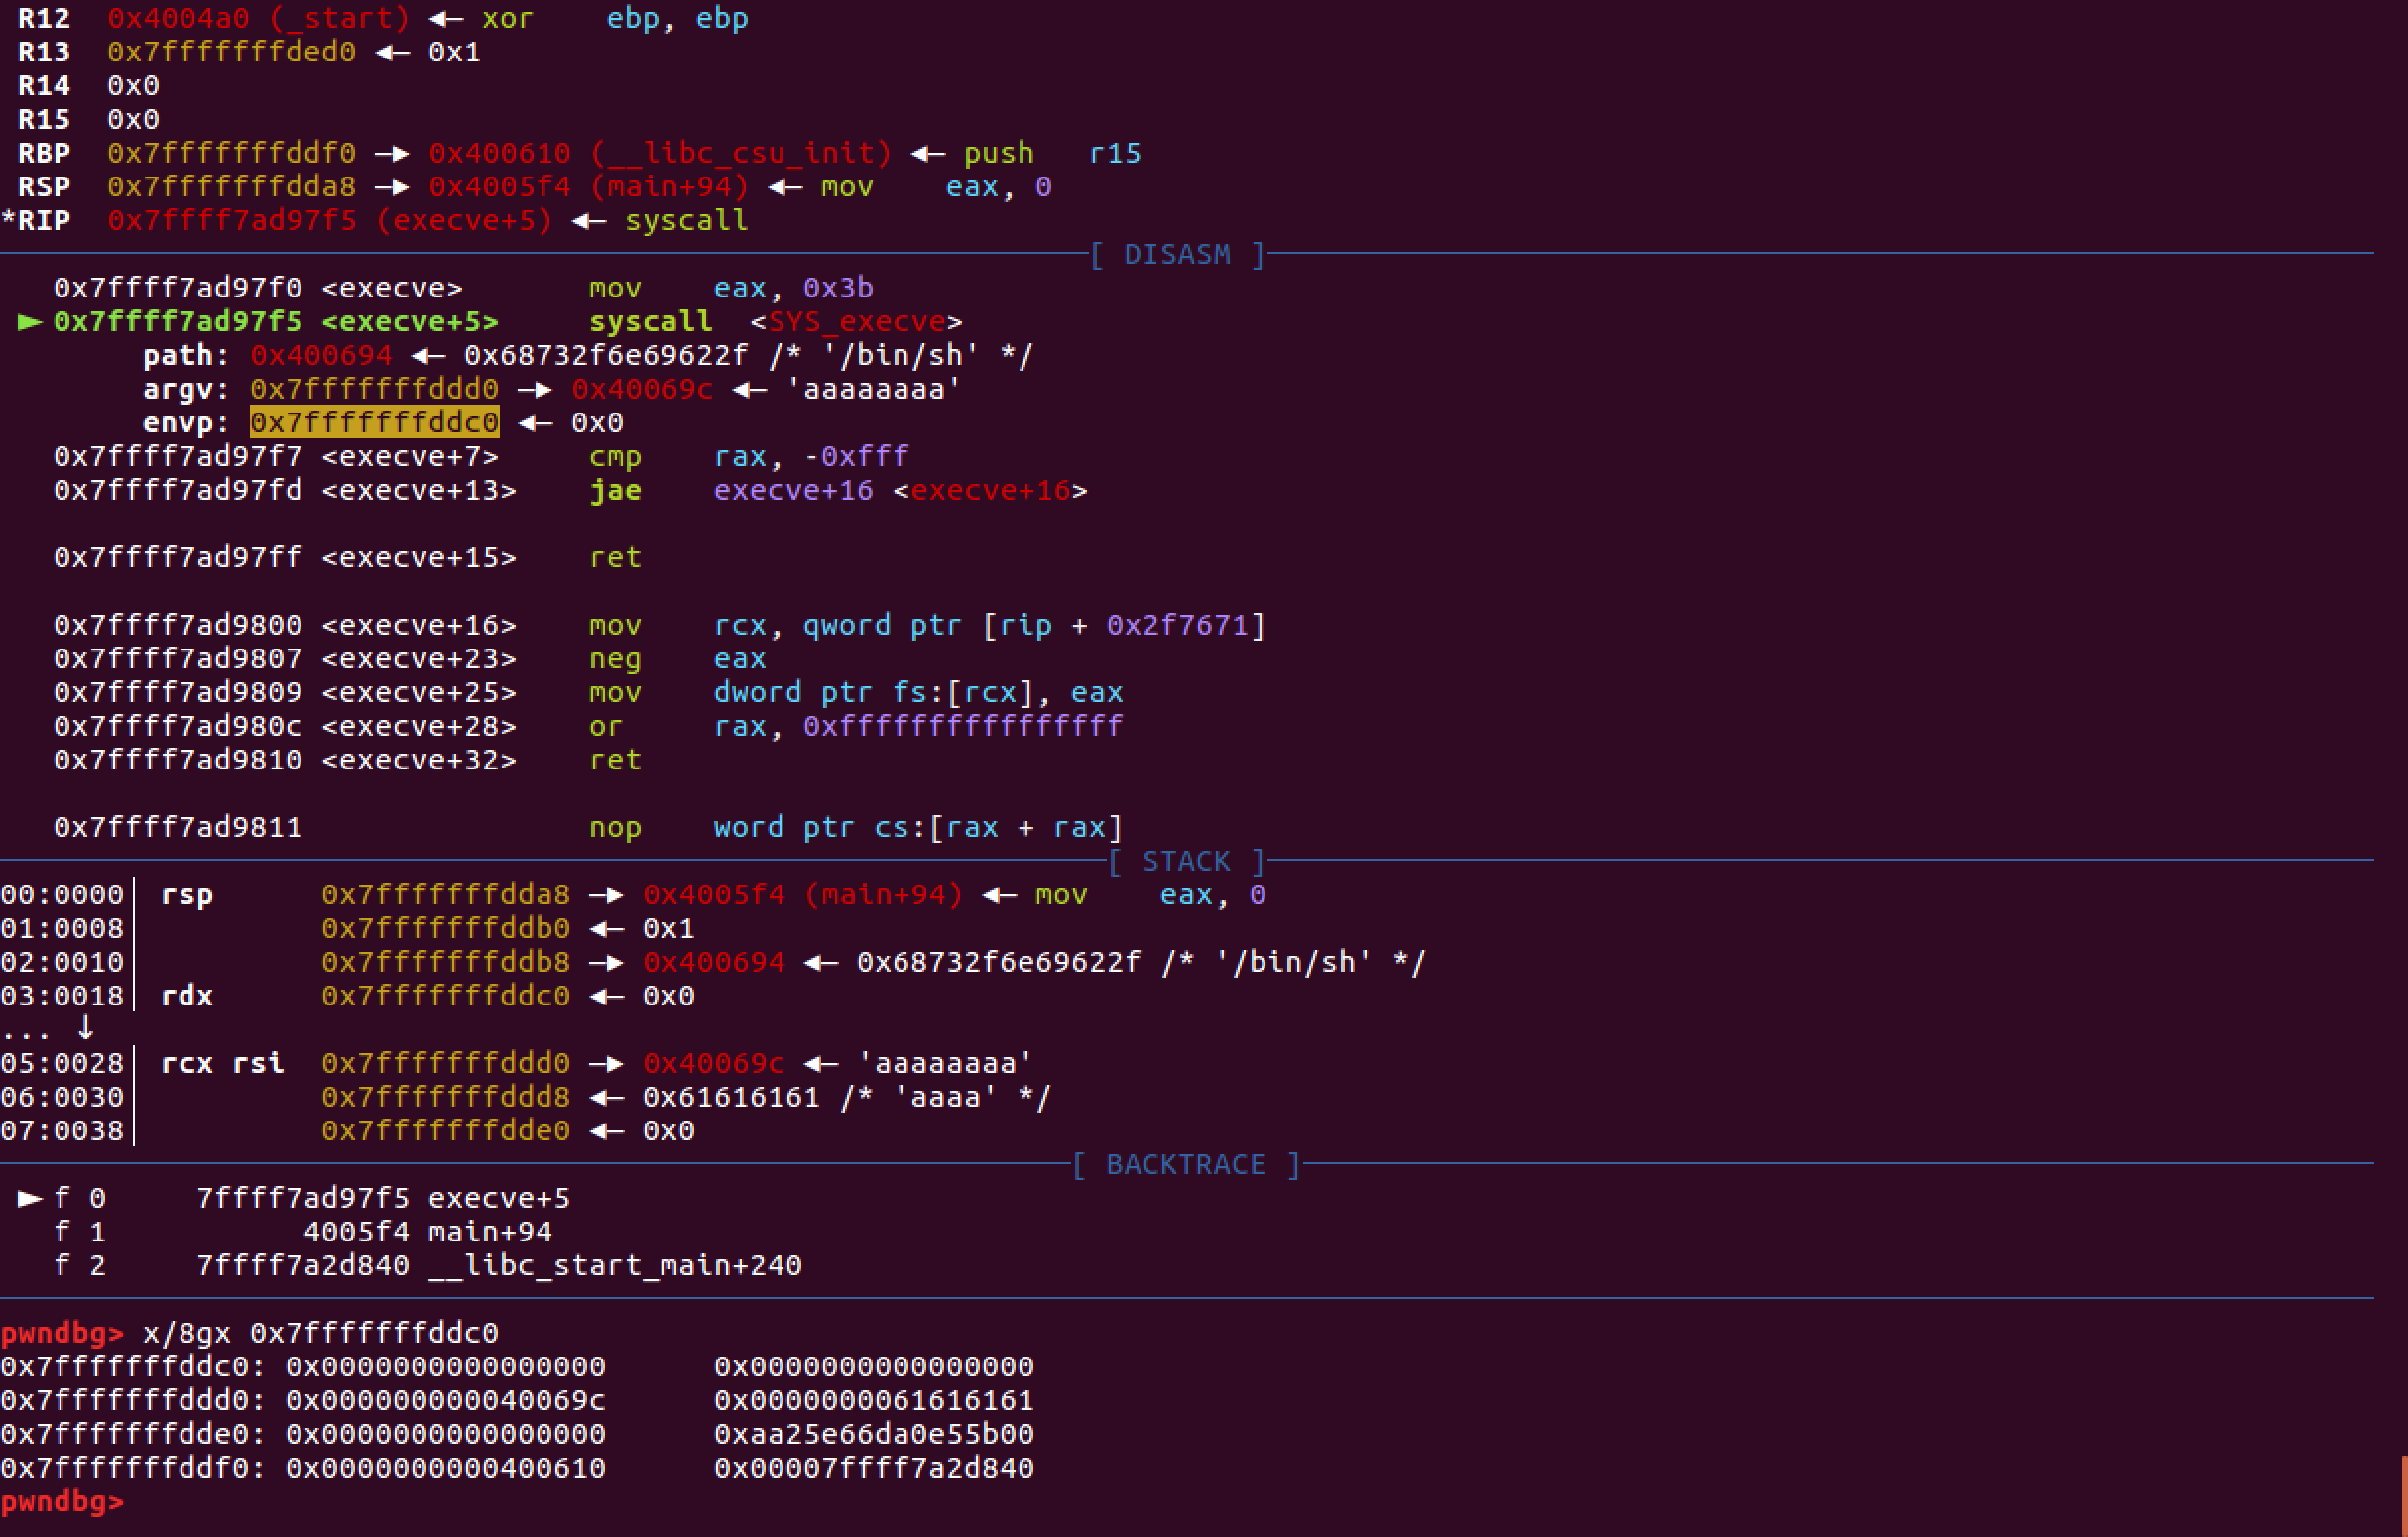 R12  0x4004a0 (_start) ◂— xor    ebp, ebp
R13  0x7fffffffded0 ◂— 0x1
R14  0x0
R15  0x0
RBP  0x7fffffffddf0 —▸ 0x400610 (__libc_csu_init) ◂— push   r15
RSP  0x7fffffffdda8 —▸ 0x4005f4 (main+94) ◂— mov    eax, 0
*RIP  0x7ffff7ad97f5 (execve+5) ◂— syscall
[ DISASM ]
0x7ffff7ad97f0 <execve>       mov    eax, 0x3b
► 0x7ffff7ad97f5 <execve+5>     syscall  <SYS_execve>
path: 0x400694 ◂— 0x68732f6e69622f /* '/bin/sh' */
argv: 0x7fffffffddd0 —▸ 0x40069c ◂— 'aaaaaaaa'
envp: 0x7fffffffddc0 ◂— 0x0
0x7ffff7ad97f7 <execve+7>     cmp    rax, -0xfff
0x7ffff7ad97fd <execve+13>    jae    execve+16 <execve+16>
0x7ffff7ad97ff <execve+15>    ret
0x7ffff7ad9800 <execve+16>    mov    rcx, qword ptr [rip + 0x2f7671]
0x7ffff7ad9807 <execve+23>    neg    eax
0x7ffff7ad9809 <execve+25>    mov    dword ptr fs:[rcx], eax
0x7ffff7ad980c <execve+28>    or     rax, 0xffffffffffffffff
0x7ffff7ad9810 <execve+32>    ret
0x7ffff7ad9811                nop    word ptr cs:[rax + rax]
[ STACK ]
00:0000│ rsp      0x7fffffffdda8 —▸ 0x4005f4 (main+94) ◂— mov    eax, 0
01:0008│          0x7fffffffddb0 ◂— 0x1
02:0010│          0x7fffffffddb8 —▸ 0x400694 ◂— 0x68732f6e69622f /* '/bin/sh' */
03:0018│ rdx      0x7fffffffddc0 ◂— 0x0
... ↓
05:0028│ rcx rsi  0x7fffffffddd0 —▸ 0x40069c ◂— 'aaaaaaaa'
06:0030│          0x7fffffffddd8 ◂— 0x61616161 /* 'aaaa' */
07:0038│          0x7fffffffdde0 ◂— 0x0
[ BACKTRACE ]
► f 0     7ffff7ad97f5 execve+5
f 1           4005f4 main+94
f 2     7ffff7a2d840 __libc_start_main+240
pwndbg> x/8gx 0x7fffffffddc0
0x7fffffffddc0: 0x0000000000000000      0x0000000000000000
0x7fffffffddd0: 0x000000000040069c      0x0000000061616161
0x7fffffffdde0: 0x0000000000000000      0xaa25e66da0e55b00
0x7fffffffddf0: 0x0000000000400610      0x00007ffff7a2d840
pwndbg>